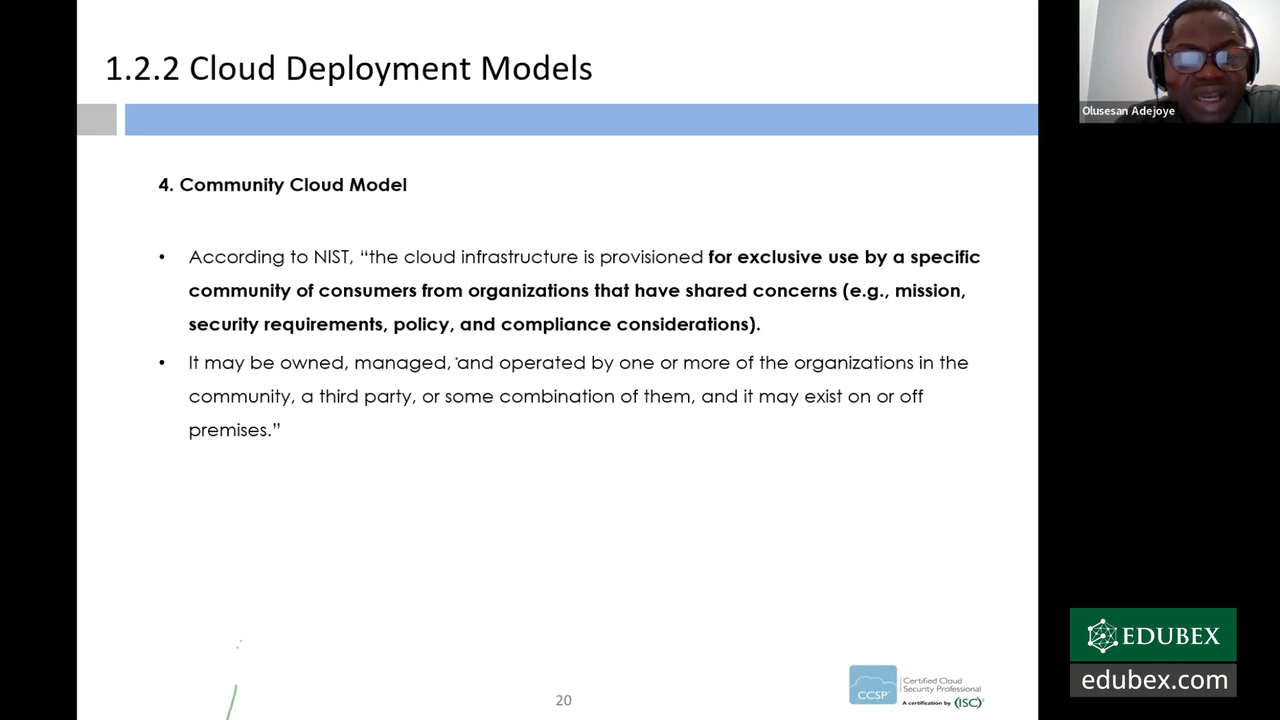 1.2.2 Cloud Deployment Models
4. Community Cloud Model
• According to NIST, “the cloud infrastructure is provisioned for exclusive use by a specific
community of consumers from organizations that have shared concerns (e.g., mission,
security requirements, policy, and compliance considerations).
• It may be owned, managed, and operated by one or more of the organizations in the
community, a third party, or some combination of them, and it may exist on or off
premises.”
20
CCSP
Certified Cloud
Security Professional
A certification by (ISC)²
Olusesan Adejoye
EDUBEX
edubex.com